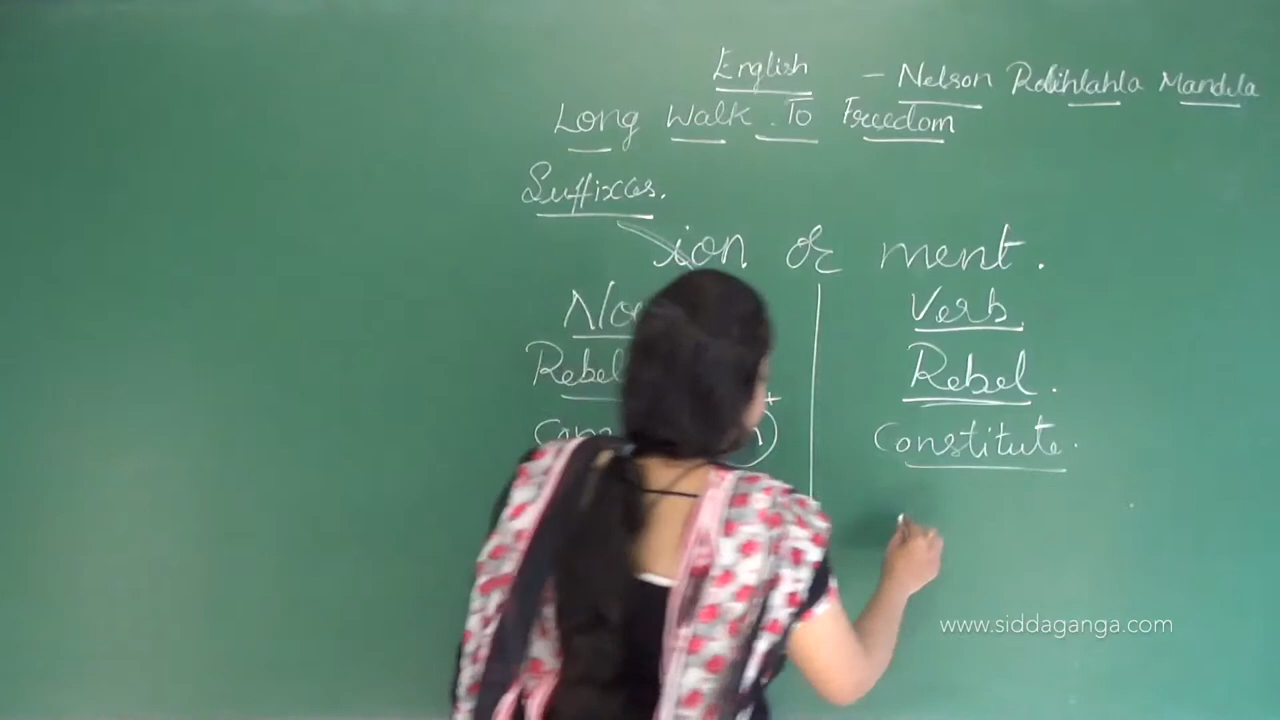 English - Nelson Rolihlahla Mandela
Long Walk To Freedom
Suffixes.
ion or ment.
Verb
Rebel Rebel.
Constitute.
www.siddaganga.com